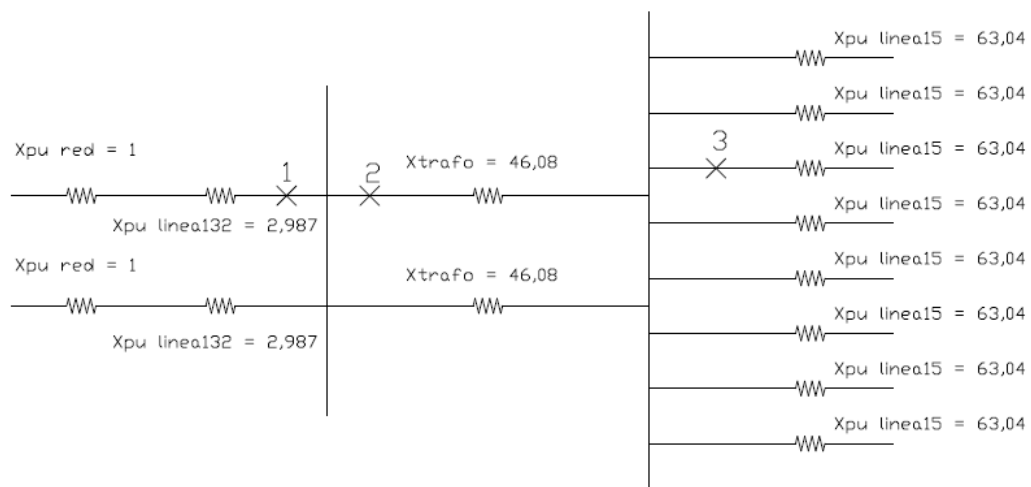 Xpu red = 1
1
Xpu linea132 = 2,987
2
Xtrafo = 46,08
Xpu red = 1
Xpu linea132 = 2,987
Xtrafo = 46,08
Xpu linea15 = 63,04
Xpu linea15 = 63,04
3
Xpu linea15 = 63,04
Xpu linea15 = 63,04
Xpu linea15 = 63,04
Xpu linea15 = 63,04
Xpu linea15 = 63,04
Xpu linea15 = 63,04